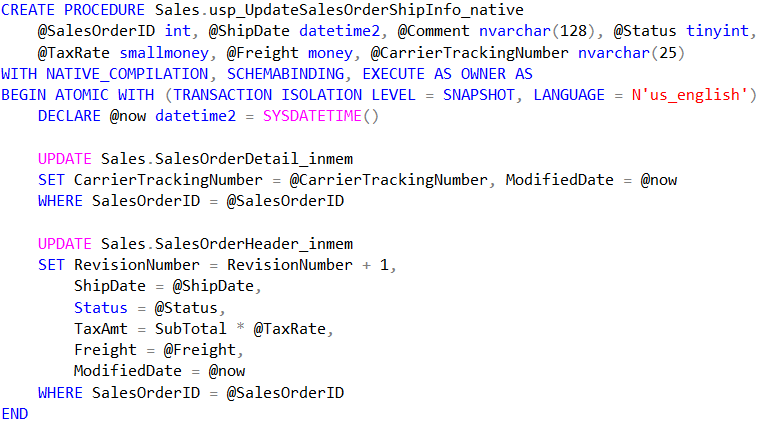 CREATE PROCEDURE Sales.usp_UpdateSalesOrderShipInfo_native
    @SalesOrderID int, @ShipDate datetime2, @Comment nvarchar(128), @Status tinyint,
    @TaxRate smallmoney, @Freight money, @CarrierTrackingNumber nvarchar(25)
WITH NATIVE_COMPILATION, SCHEMABINDING, EXECUTE AS OWNER AS
BEGIN ATOMIC WITH (TRANSACTION ISOLATION LEVEL = SNAPSHOT, LANGUAGE = N'us_english')
    DECLARE @now datetime2 = SYSDATETIME()

    UPDATE Sales.SalesOrderDetail_inmem
    SET CarrierTrackingNumber = @CarrierTrackingNumber, ModifiedDate = @now
    WHERE SalesOrderID = @SalesOrderID

    UPDATE Sales.SalesOrderHeader_inmem
    SET RevisionNumber = RevisionNumber + 1,
        ShipDate = @ShipDate,
        Status = @Status,
        TaxAmt = SubTotal * @TaxRate,
        Freight = @Freight,
        ModifiedDate = @now
    WHERE SalesOrderID = @SalesOrderID
END